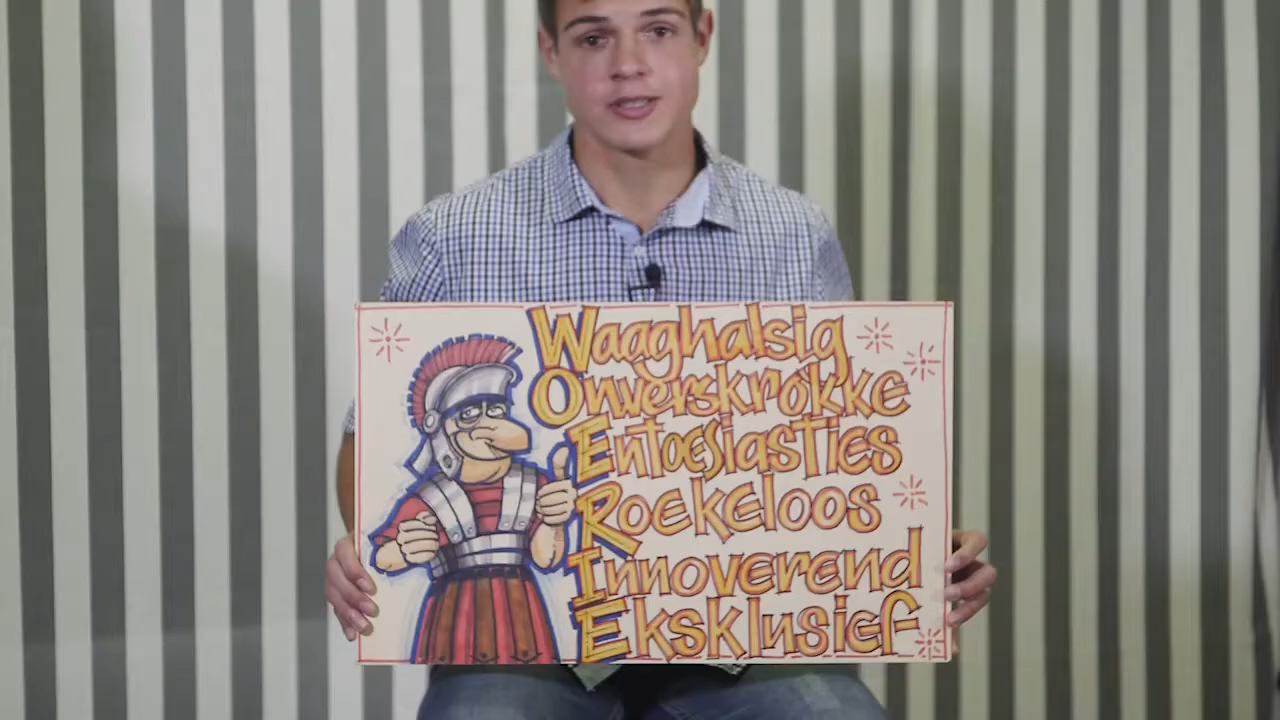 Waaghalsig
Onverskrokke
Entoesiasties
Roekeloos
Innoverend
Eksklusief